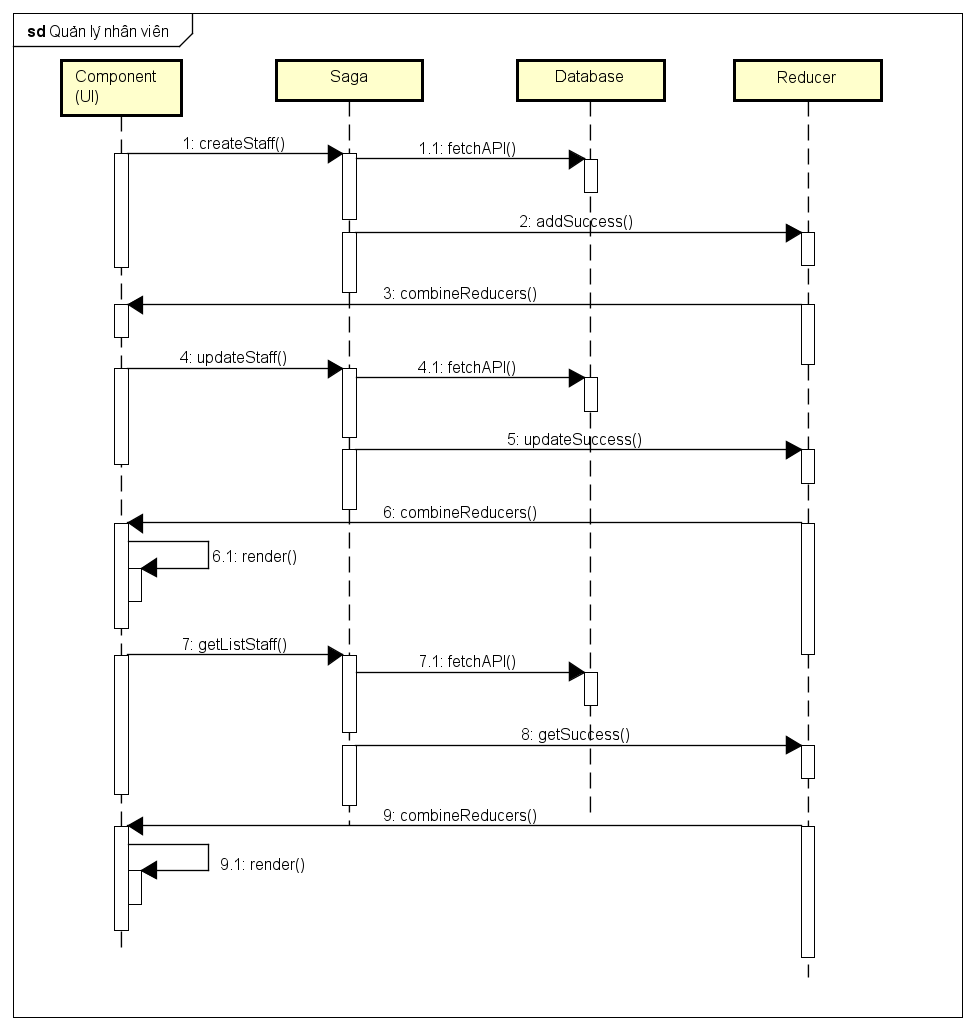 sd Quản lý nhân viên
Component
(UI)
Saga
Database
Reducer
1: createStaff()
1.1: fetchAPI()
2: addSuccess()
3: combineReducers()
4: updateStaff()
4.1: fetchAPI()
5: updateSuccess()
6: combineReducers()
6.1: render()
7: getListStaff()
7.1: fetchAPI()
8: getSuccess()
9: combineReducers()
9.1: render()